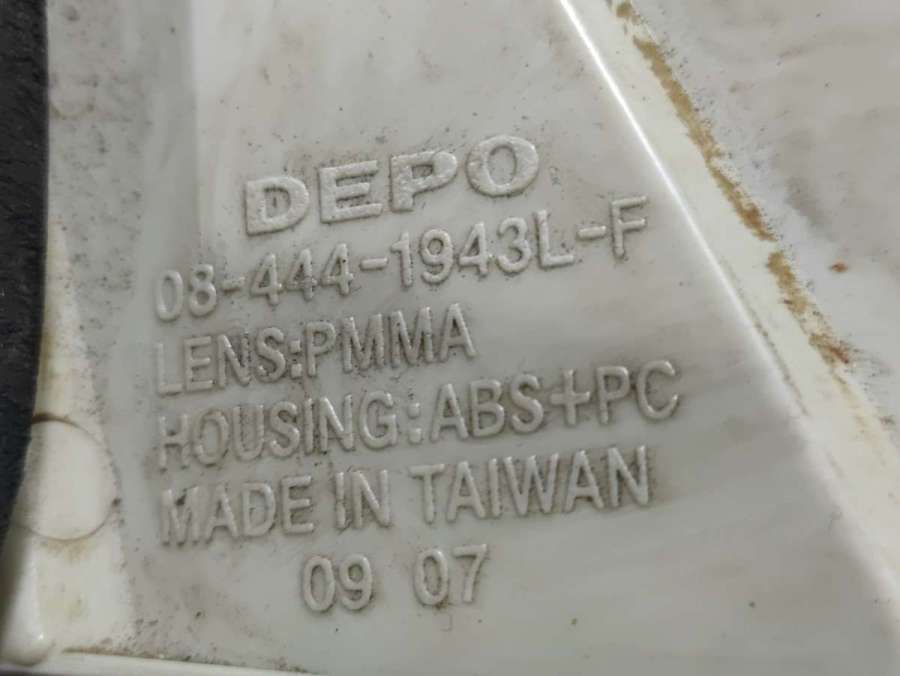 DEPO
08-444-1943L-F
LENS:PMMA
HOUSING:ABS+PC
MADE IN TAIWAN
09 07